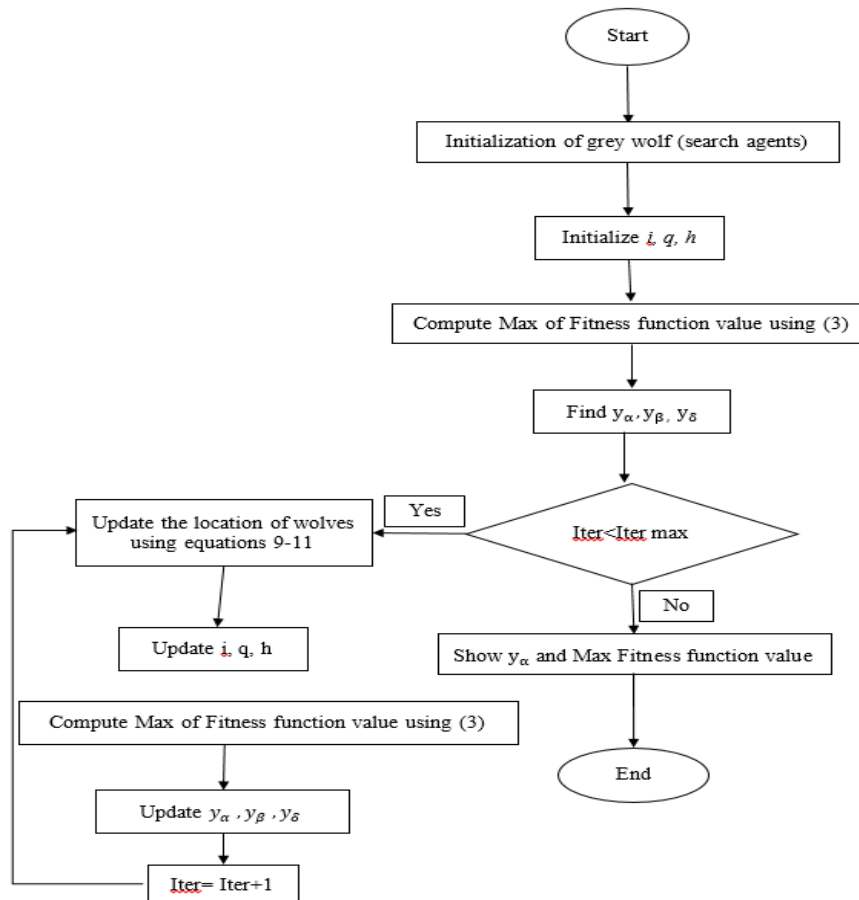 Start
Initialization of grey wolf (search agents)
Initialize i, q, h
Compute Max of Fitness function value using (3)
Find yα, yβ, yδ
Iter<Iter max
Yes
Update the location of wolves
using equations 9-11
Update i, q, h
Compute Max of Fitness function value using (3)
Update yα , yβ , yδ
Iter= Iter+1
No
Show yα and Max Fitness function value
End